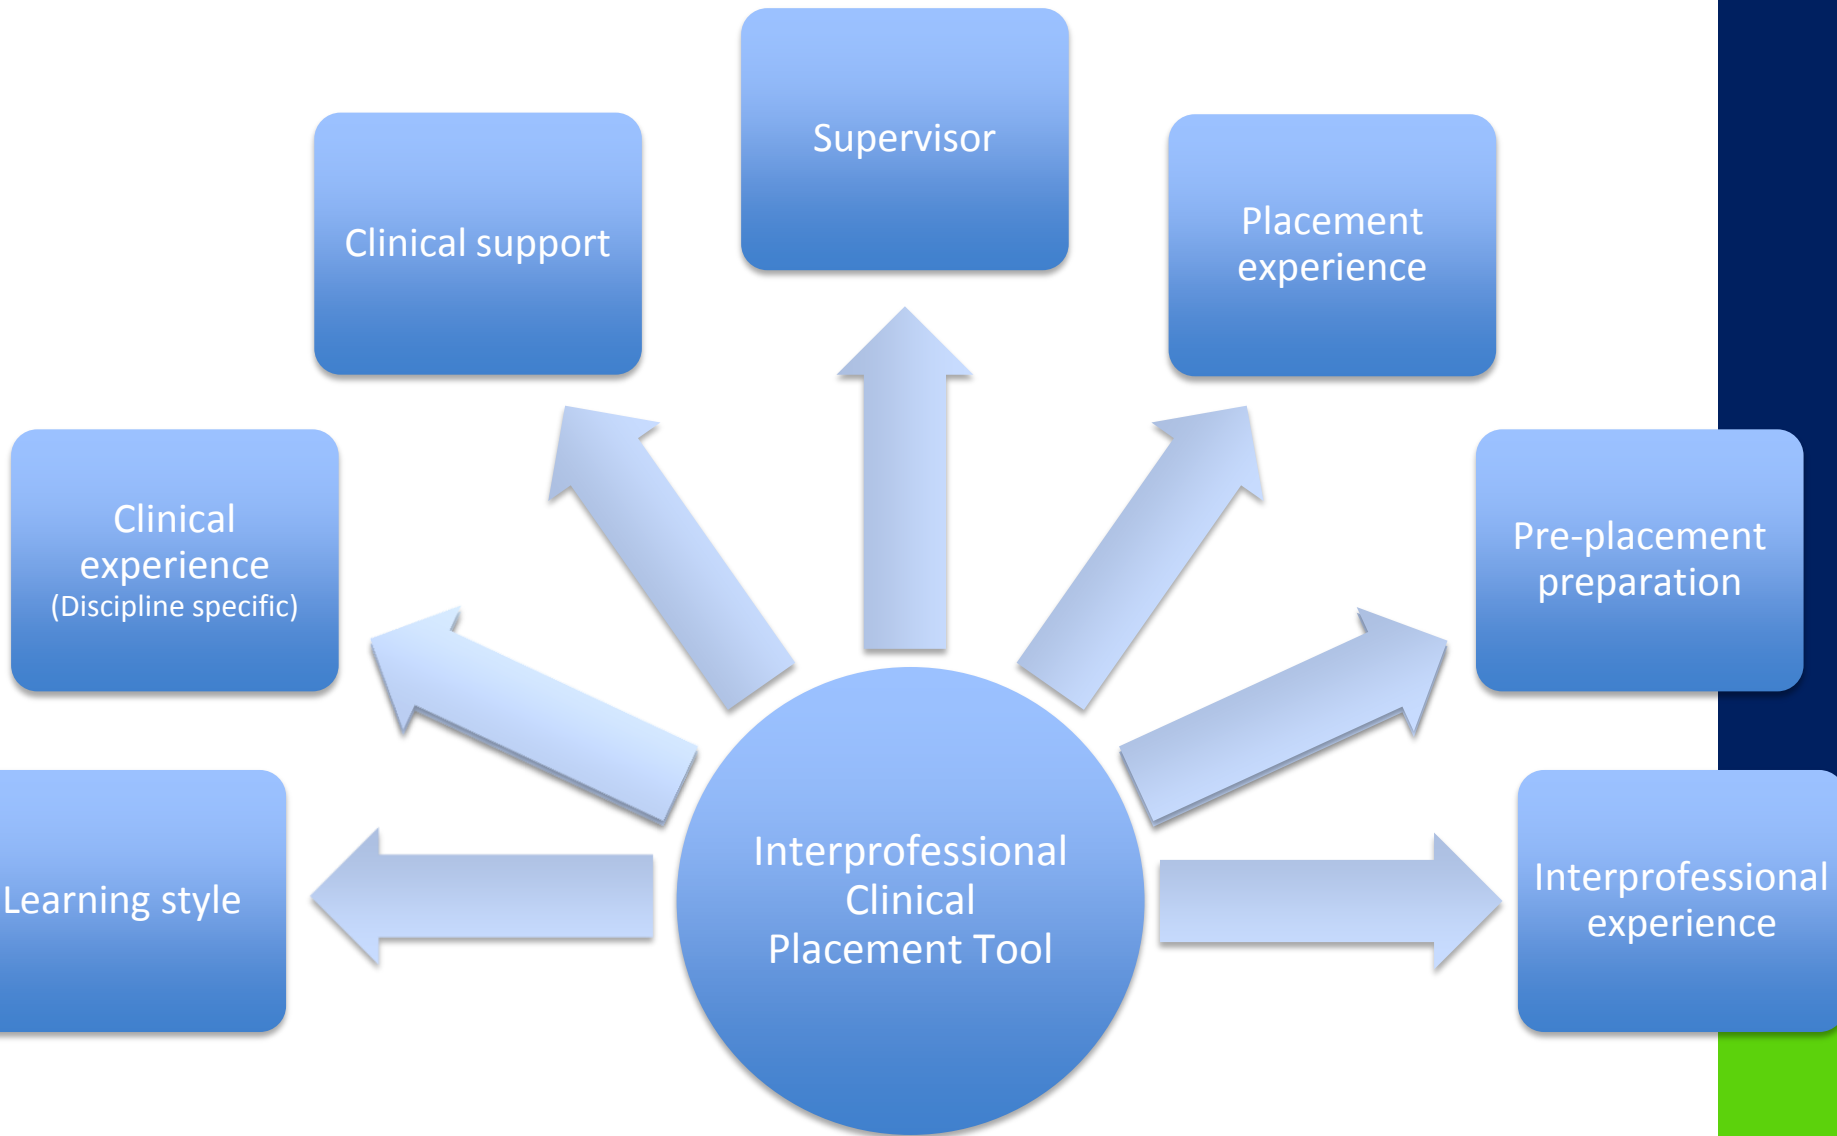 Supervisor
Clinical support
Placement
experience
Clinical
experience
(Discipline specific)
Pre-placement
preparation
Learning style
Interprofessional
Clinical
Placement Tool
Interprofessional
experience